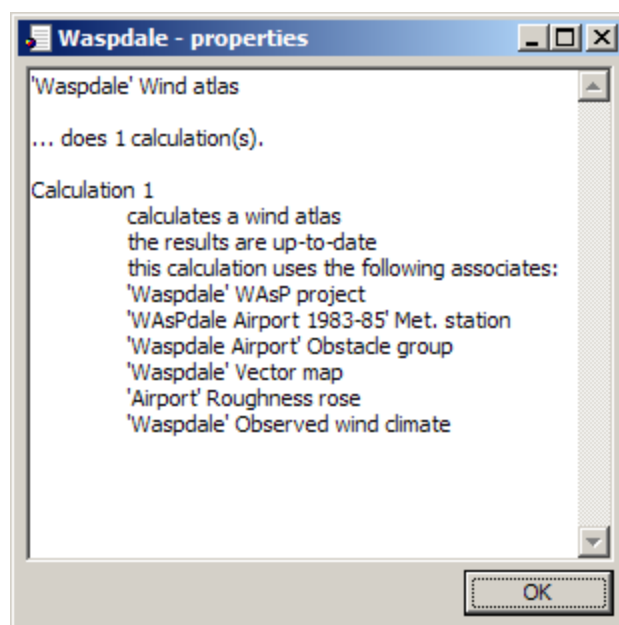 Waspdale - properties
'Waspdale' Wind atlas
... does 1 calculation(s).
Calculation 1
calculates a wind atlas
the results are up-to-date
this calculation uses the following associates:
'Waspdale' WAsP project
'WAsPdale Airport 1983-85' Met. station
'Waspdale Airport' Obstacle group
'Waspdale' Vector map
'Airport' Roughness rose
'Waspdale' Observed wind climate
OK